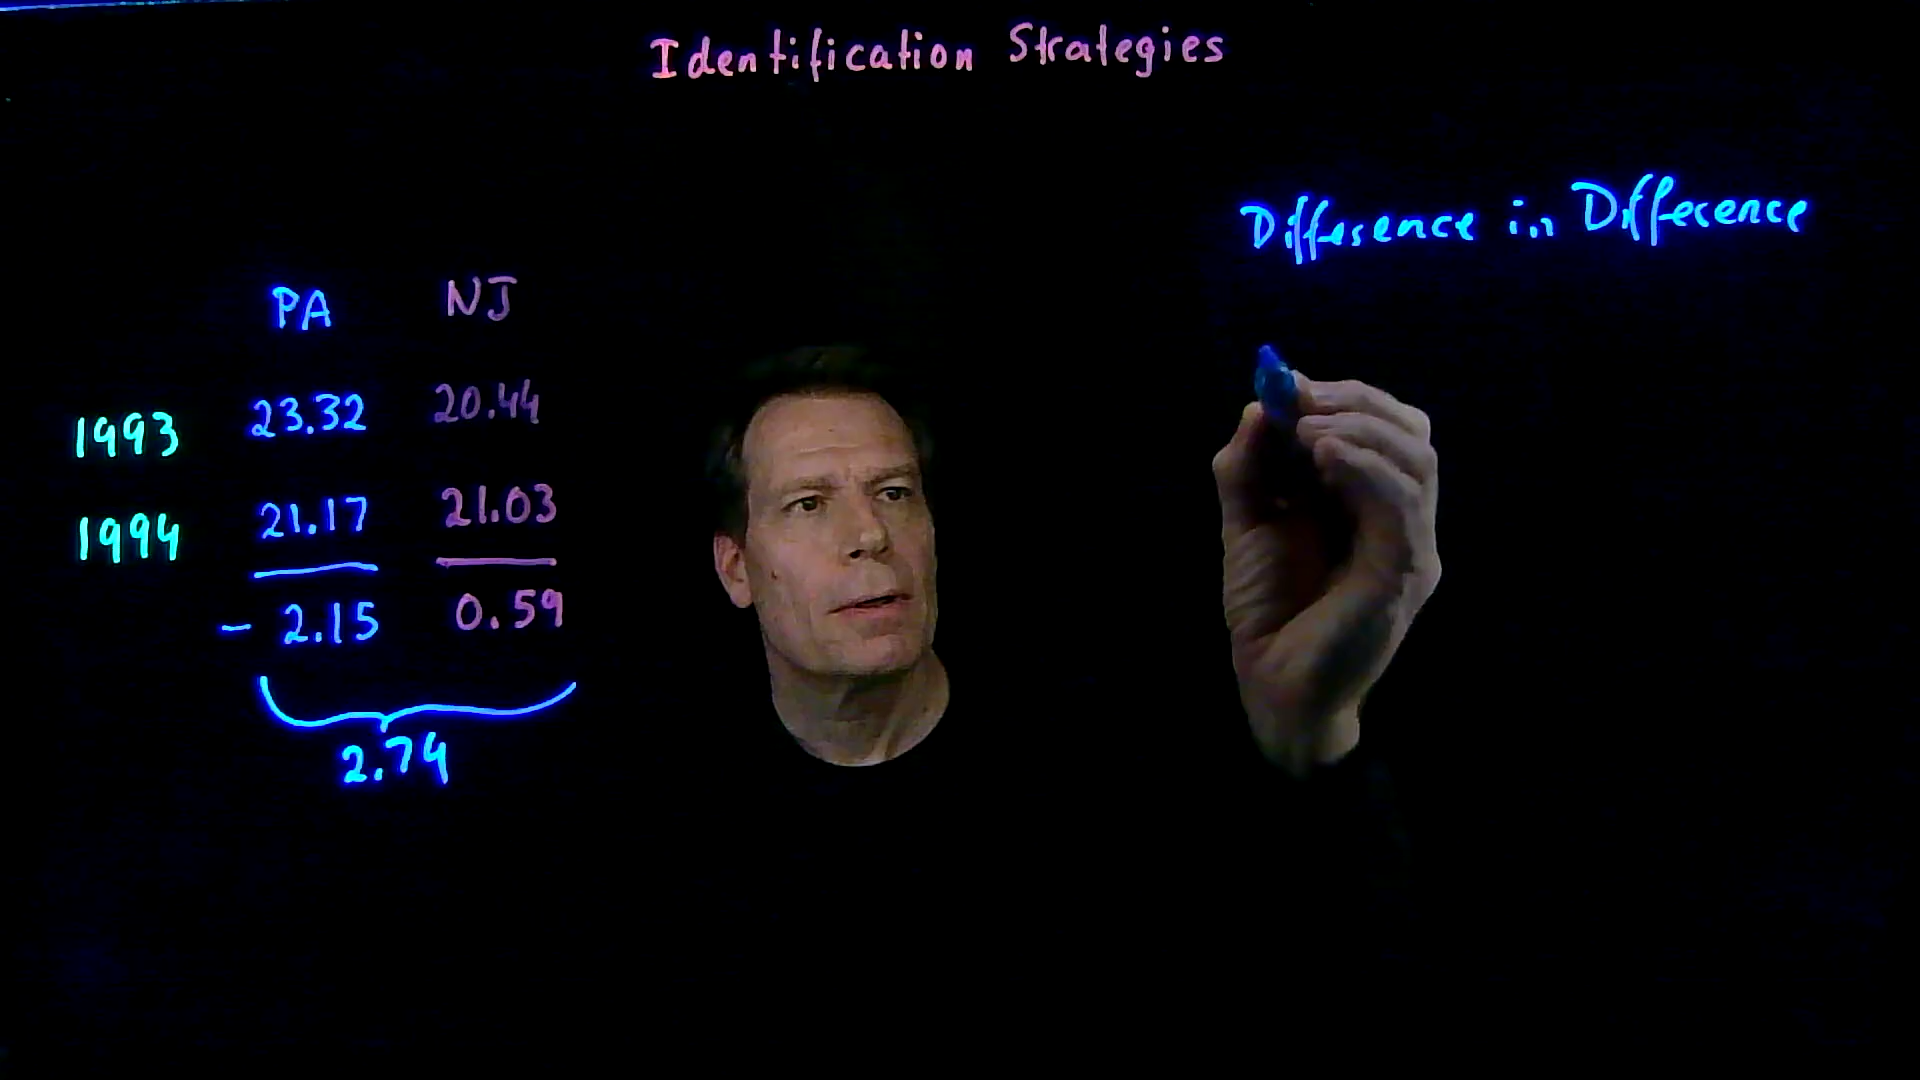 Identification Strategies
Difference in Difference
PA NJ
1993 23.32 20.44
1994 21.17 21.03
- 2.15 0.59
2.74